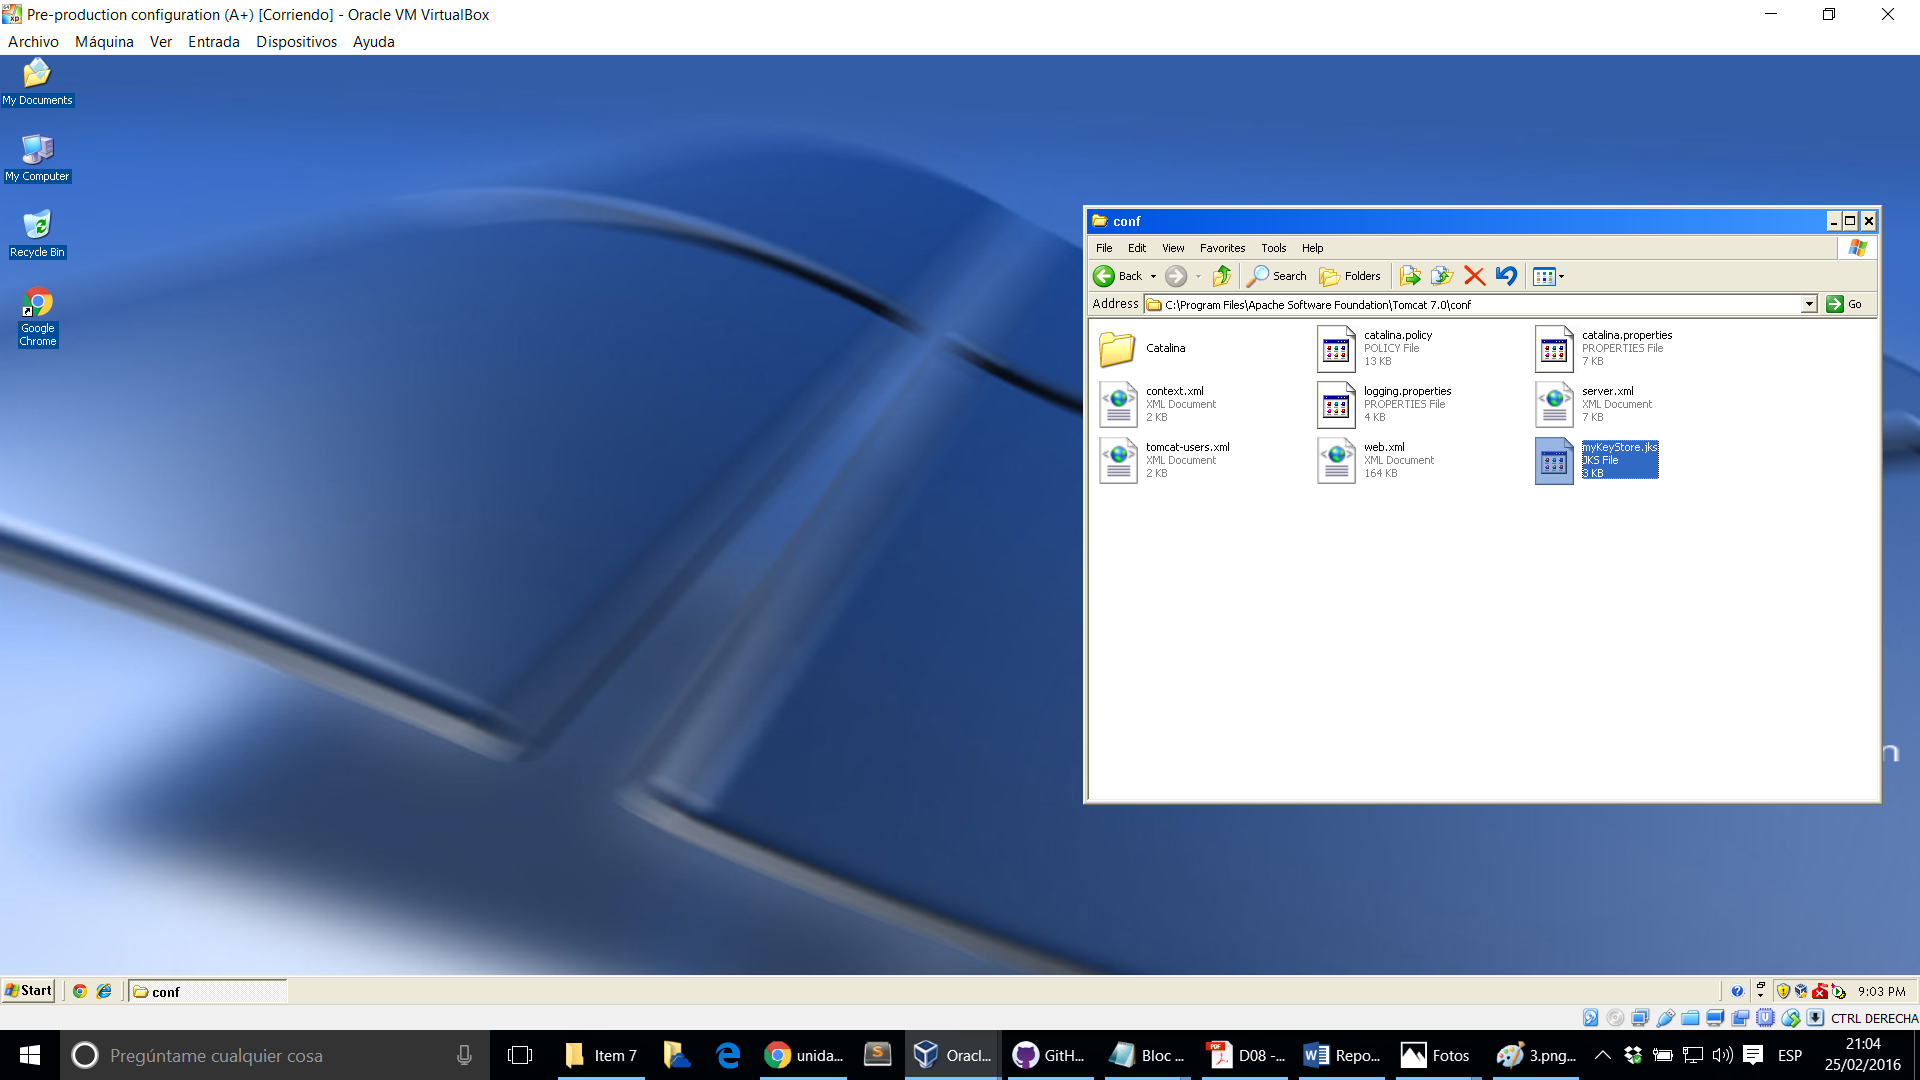 Pre-production configuration (A+) [Corriendo] - Oracle VM VirtualBox
Archivo Máquina Ver Entrada Dispositivos Ayuda
My Documents
My Computer
Recycle Bin
Google
Chrome
conf
File Edit View Favorites Tools Help
Back Search Folders
Address C:\Program Files\Apache Software Foundation\Tomcat 7.0\conf Go
Catalina
catalina.policy
POLICY File
13 KB
catalina.properties
PROPERTIES File
7 KB
context.xml
XML Document
2 KB
logging.properties
PROPERTIES File
4 KB
server.xml
XML Document
7 KB
tomcat-users.xml
XML Document
2 KB
web.xml
XML Document
164 KB
myKeyStore.jks
JKS File
3 KB
n
Start conf 9:03 PM
CTRL DERECHA
Pregúntame cualquier cosa Item 7 unida... Oracl... GitH... Bloc ... D08 -... Repo... Fotos 3.png... ESP
21:04
25/02/2016